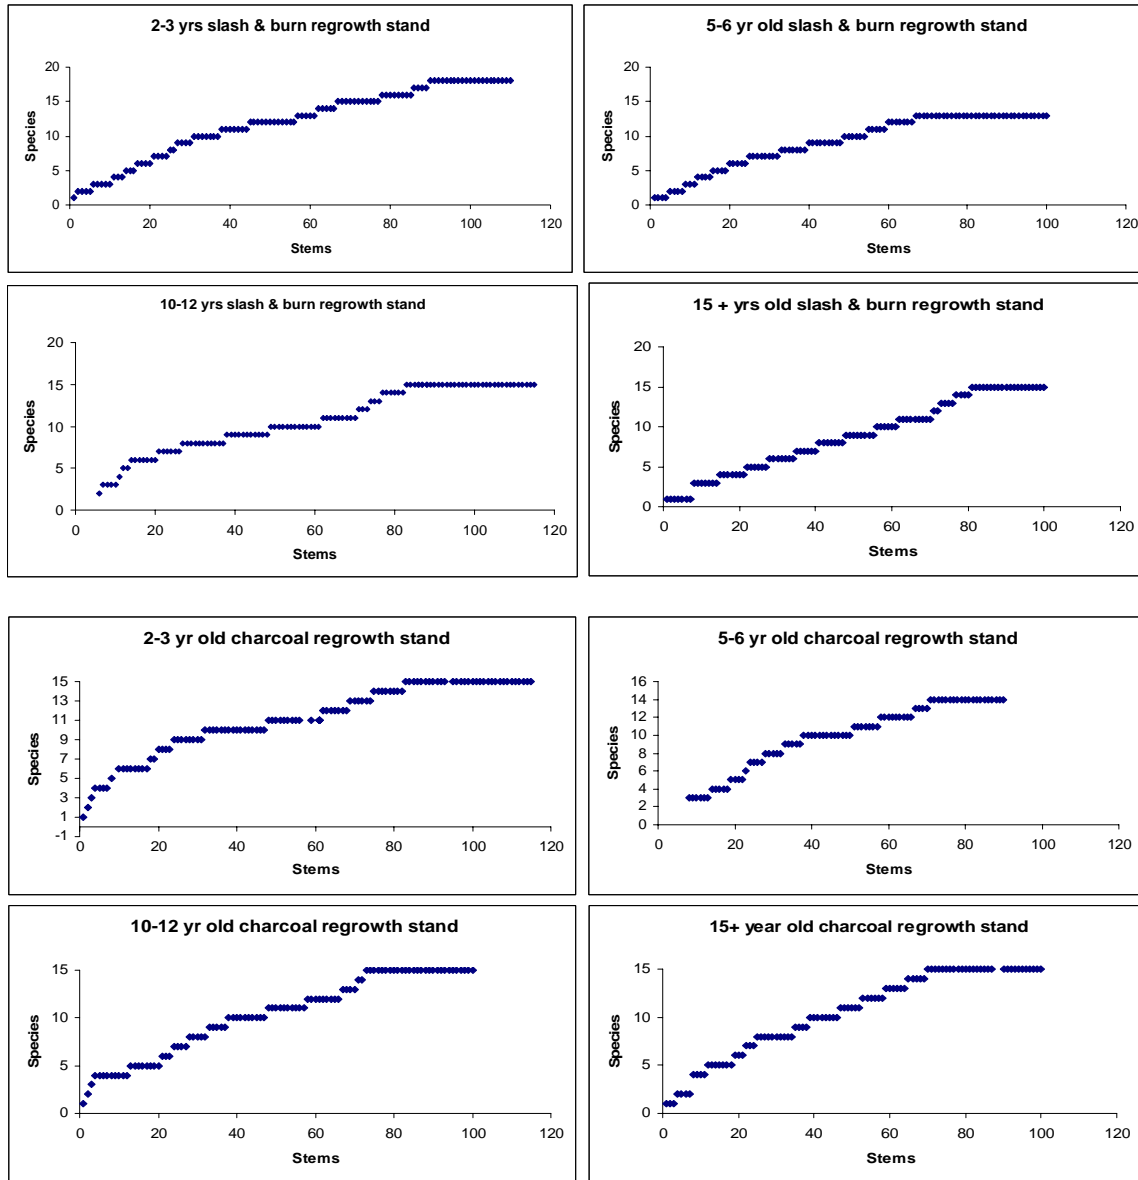 2-3 yrs slash & burn regrowth stand
20
15
10
5
0
Species
0 20 40 60 80 100 120
Stems
5-6 yr old slash & burn regrowth stand
20
15
10
5
0
Species
0 20 40 60 80 100 120
Stems
10-12 yrs slash & burn regrowth stand
20
15
10
5
0
Species
0 20 40 60 80 100 120
Stems
15 + yrs old slash & burn regrowth stand
20
15
10
5
0
Species
0 20 40 60 80 100 120
Stems
2-3 yr old charcoal regrowth stand
15
13
11
9
7
5
3
1
-1
Species
0 20 40 60 80 100 120
Stems
5-6 yr old charcoal regrowth stand
16
14
12
10
8
6
4
2
0
Species
0 20 40 60 80 100 120
Stems
10-12 yr old charcoal regrowth stand
15
10
5
0
Species
0 20 40 60 80 100 120
Stems
15+ year old charcoal regrowth stand
15
10
5
0
Species
0 20 40 60 80 100 120
Stems